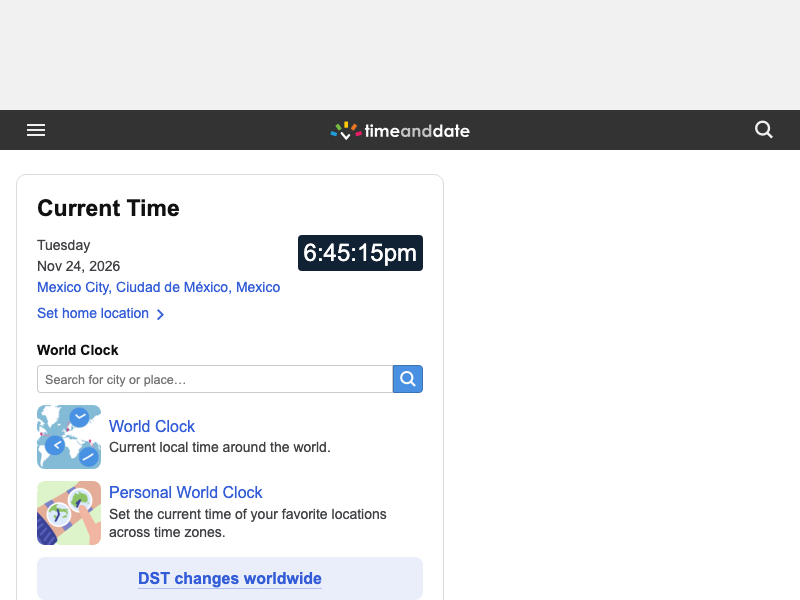 timeanddate
Current Time
Tuesday
Nov 24, 2026
6:45:15pm
Mexico City, Ciudad de México, Mexico
Set home location
World Clock
Search for city or place…
World Clock
Current local time around the world.
Personal World Clock
Set the current time of your favorite locations
across time zones.
DST changes worldwide